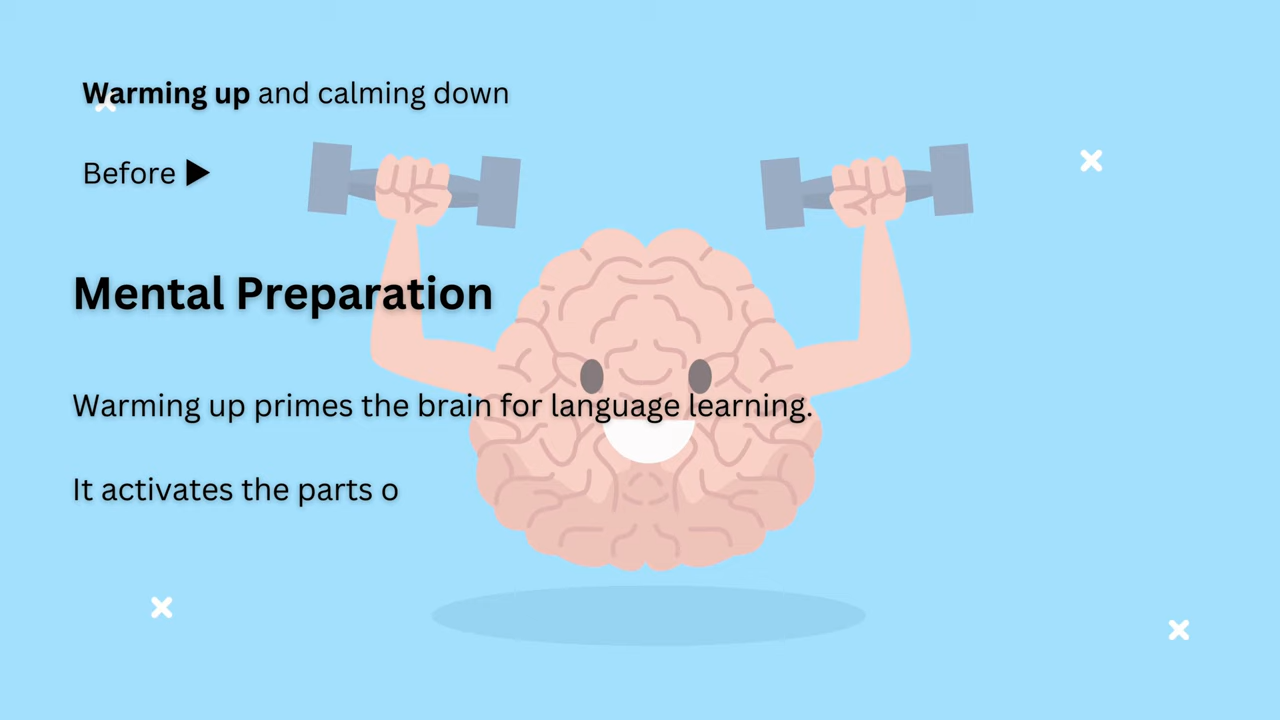 Warming up and calming down
Before ▶
Mental Preparation
Warming up primes the brain for language learning.
It activates the parts o